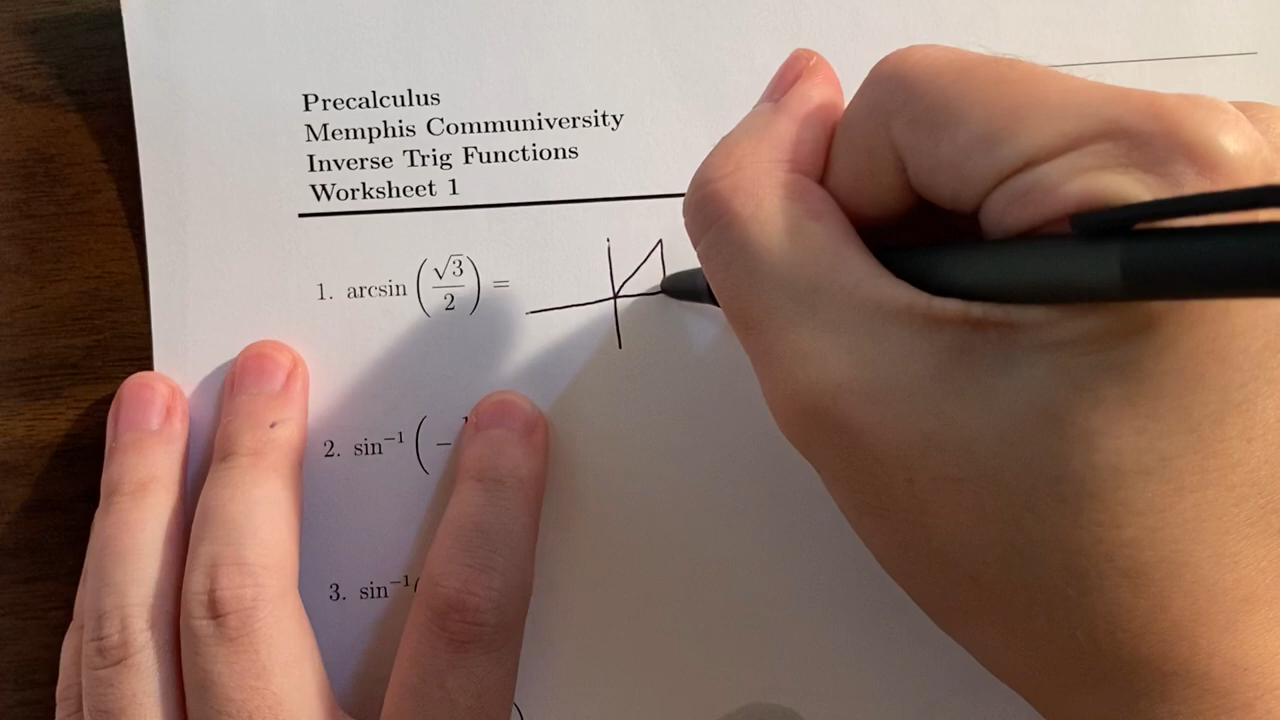 Precalculus
Memphis Communiversity
Inverse Trig Functions
Worksheet 1
1. arcsin (√3/2) =
2. sin⁻¹ (−
3. sin⁻¹(